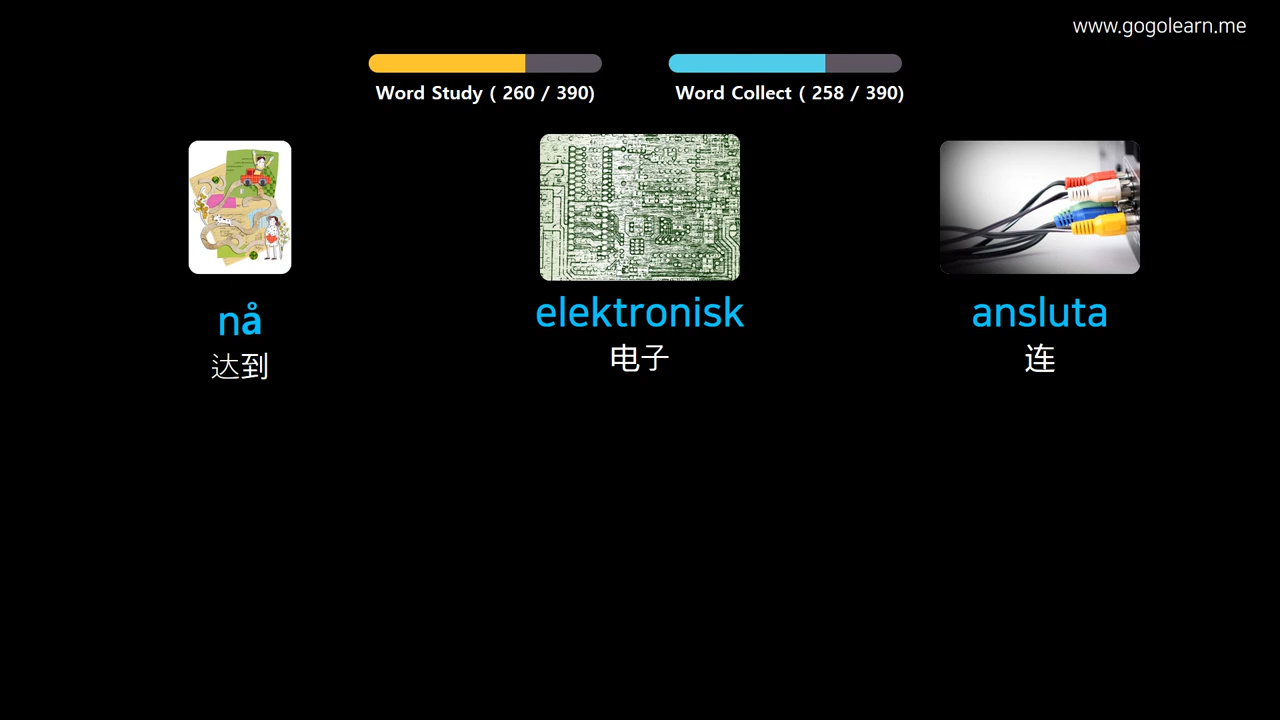 www.gogolearn.me
Word Study ( 260 / 390)
Word Collect ( 258 / 390)
nå
达到
elektronisk
电子
ansluta
连